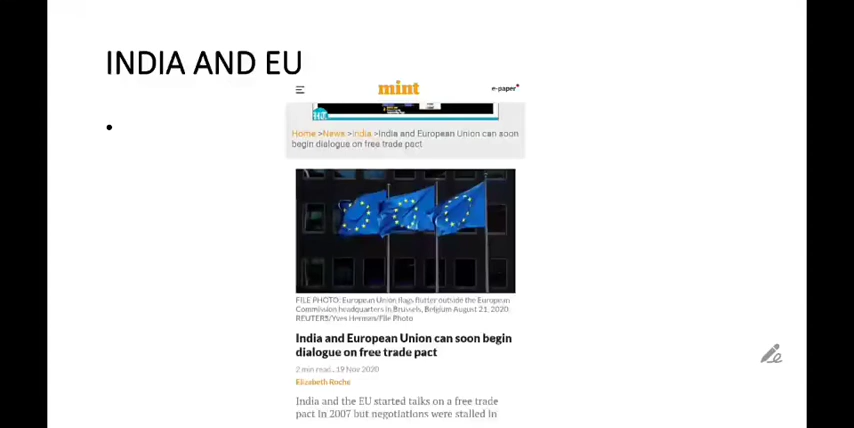 INDIA AND EU
mint
e-paper
Home >News >India >India and European Union can soon
begin dialogue on free trade pact
FILE PHOTO: European Union flags flutter outside the European
Commission headquarters in Brussels, Belgium August 21, 2020
REUTERS/Yves Herman/File Photo
India and European Union can soon begin
dialogue on free trade pact
2 min read . 19 Nov 2020
Elizabeth Roche
India and the EU started talks on a free trade
pact in 2007 but negotiations were stalled in